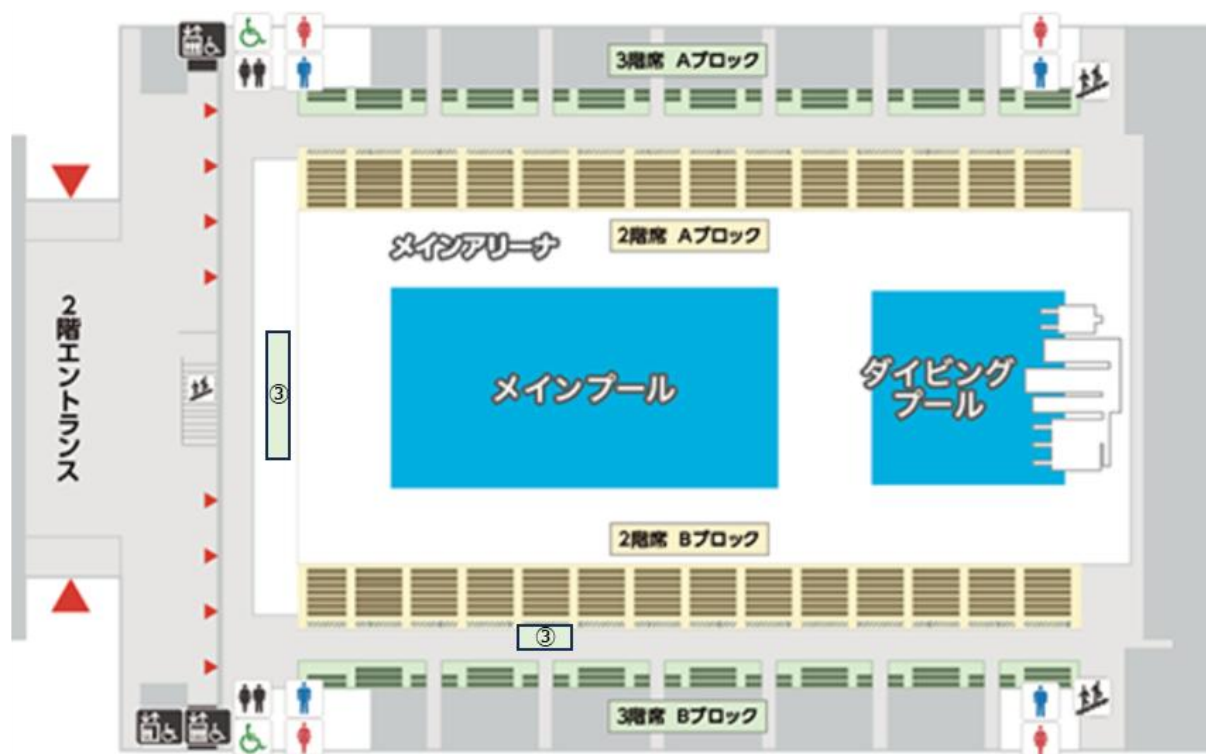 3階席 Aブロック
2階席 Aブロック
メインアリーナ
2階エントランス
③
メインプール
ダイビング
プール
2階席 Bブロック
③
3階席 Bブロック